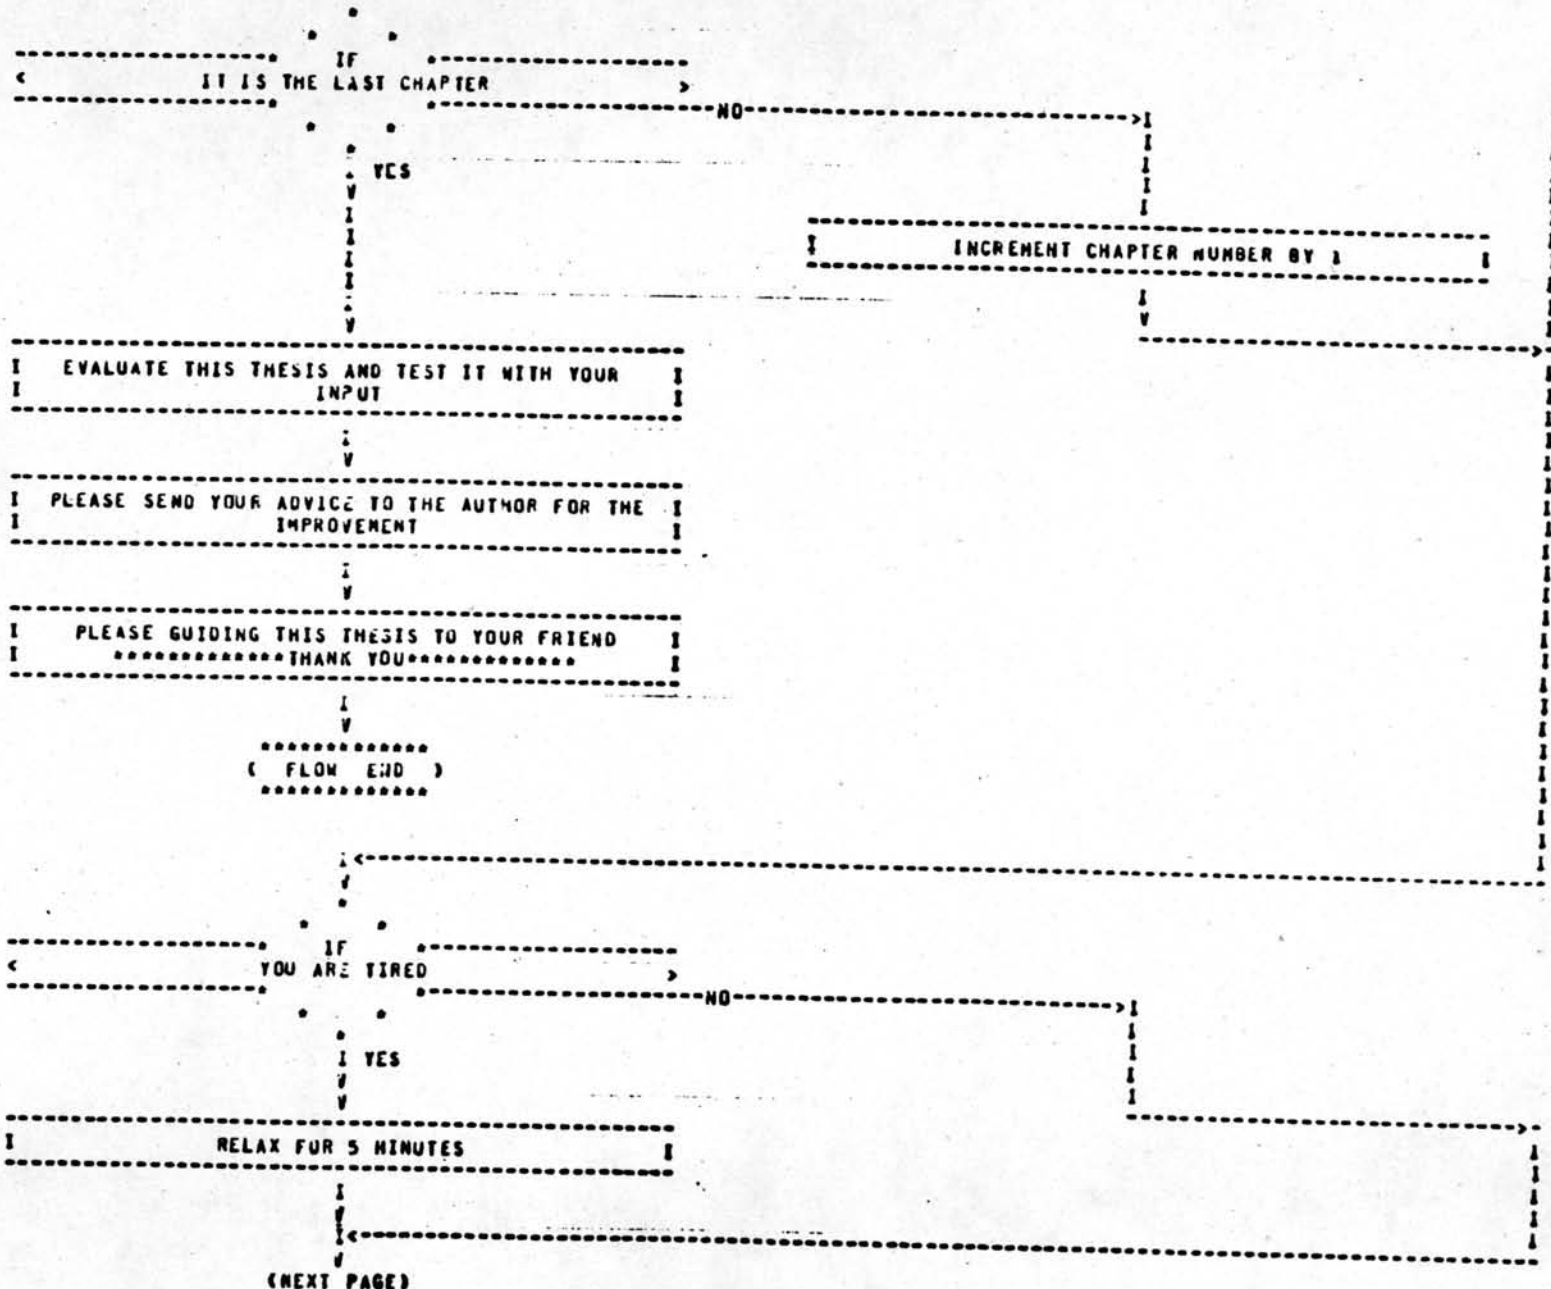 IF
IT IS THE LAST CHAPTER
NO
YES
INCREMENT CHAPTER NUMBER BY 1
EVALUATE THIS THESIS AND TEST IT WITH YOUR
INPUT
PLEASE SEND YOUR ADVICE TO THE AUTHOR FOR THE
IMPROVEMENT
PLEASE GUIDING THIS THESIS TO YOUR FRIEND
*************THANK YOU*************
( FLOW END )
IF
YOU ARE TIRED
NO
YES
RELAX FOR 5 MINUTES
(NEXT PAGE)